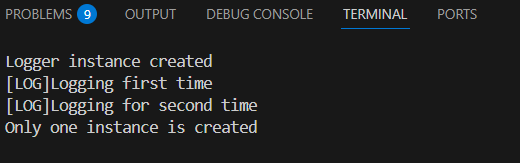 PROBLEMS 9 OUTPUT DEBUG CONSOLE TERMINAL PORTS
Logger instance created
[LOG]Logging first time
[LOG]Logging for second time
Only one instance is created